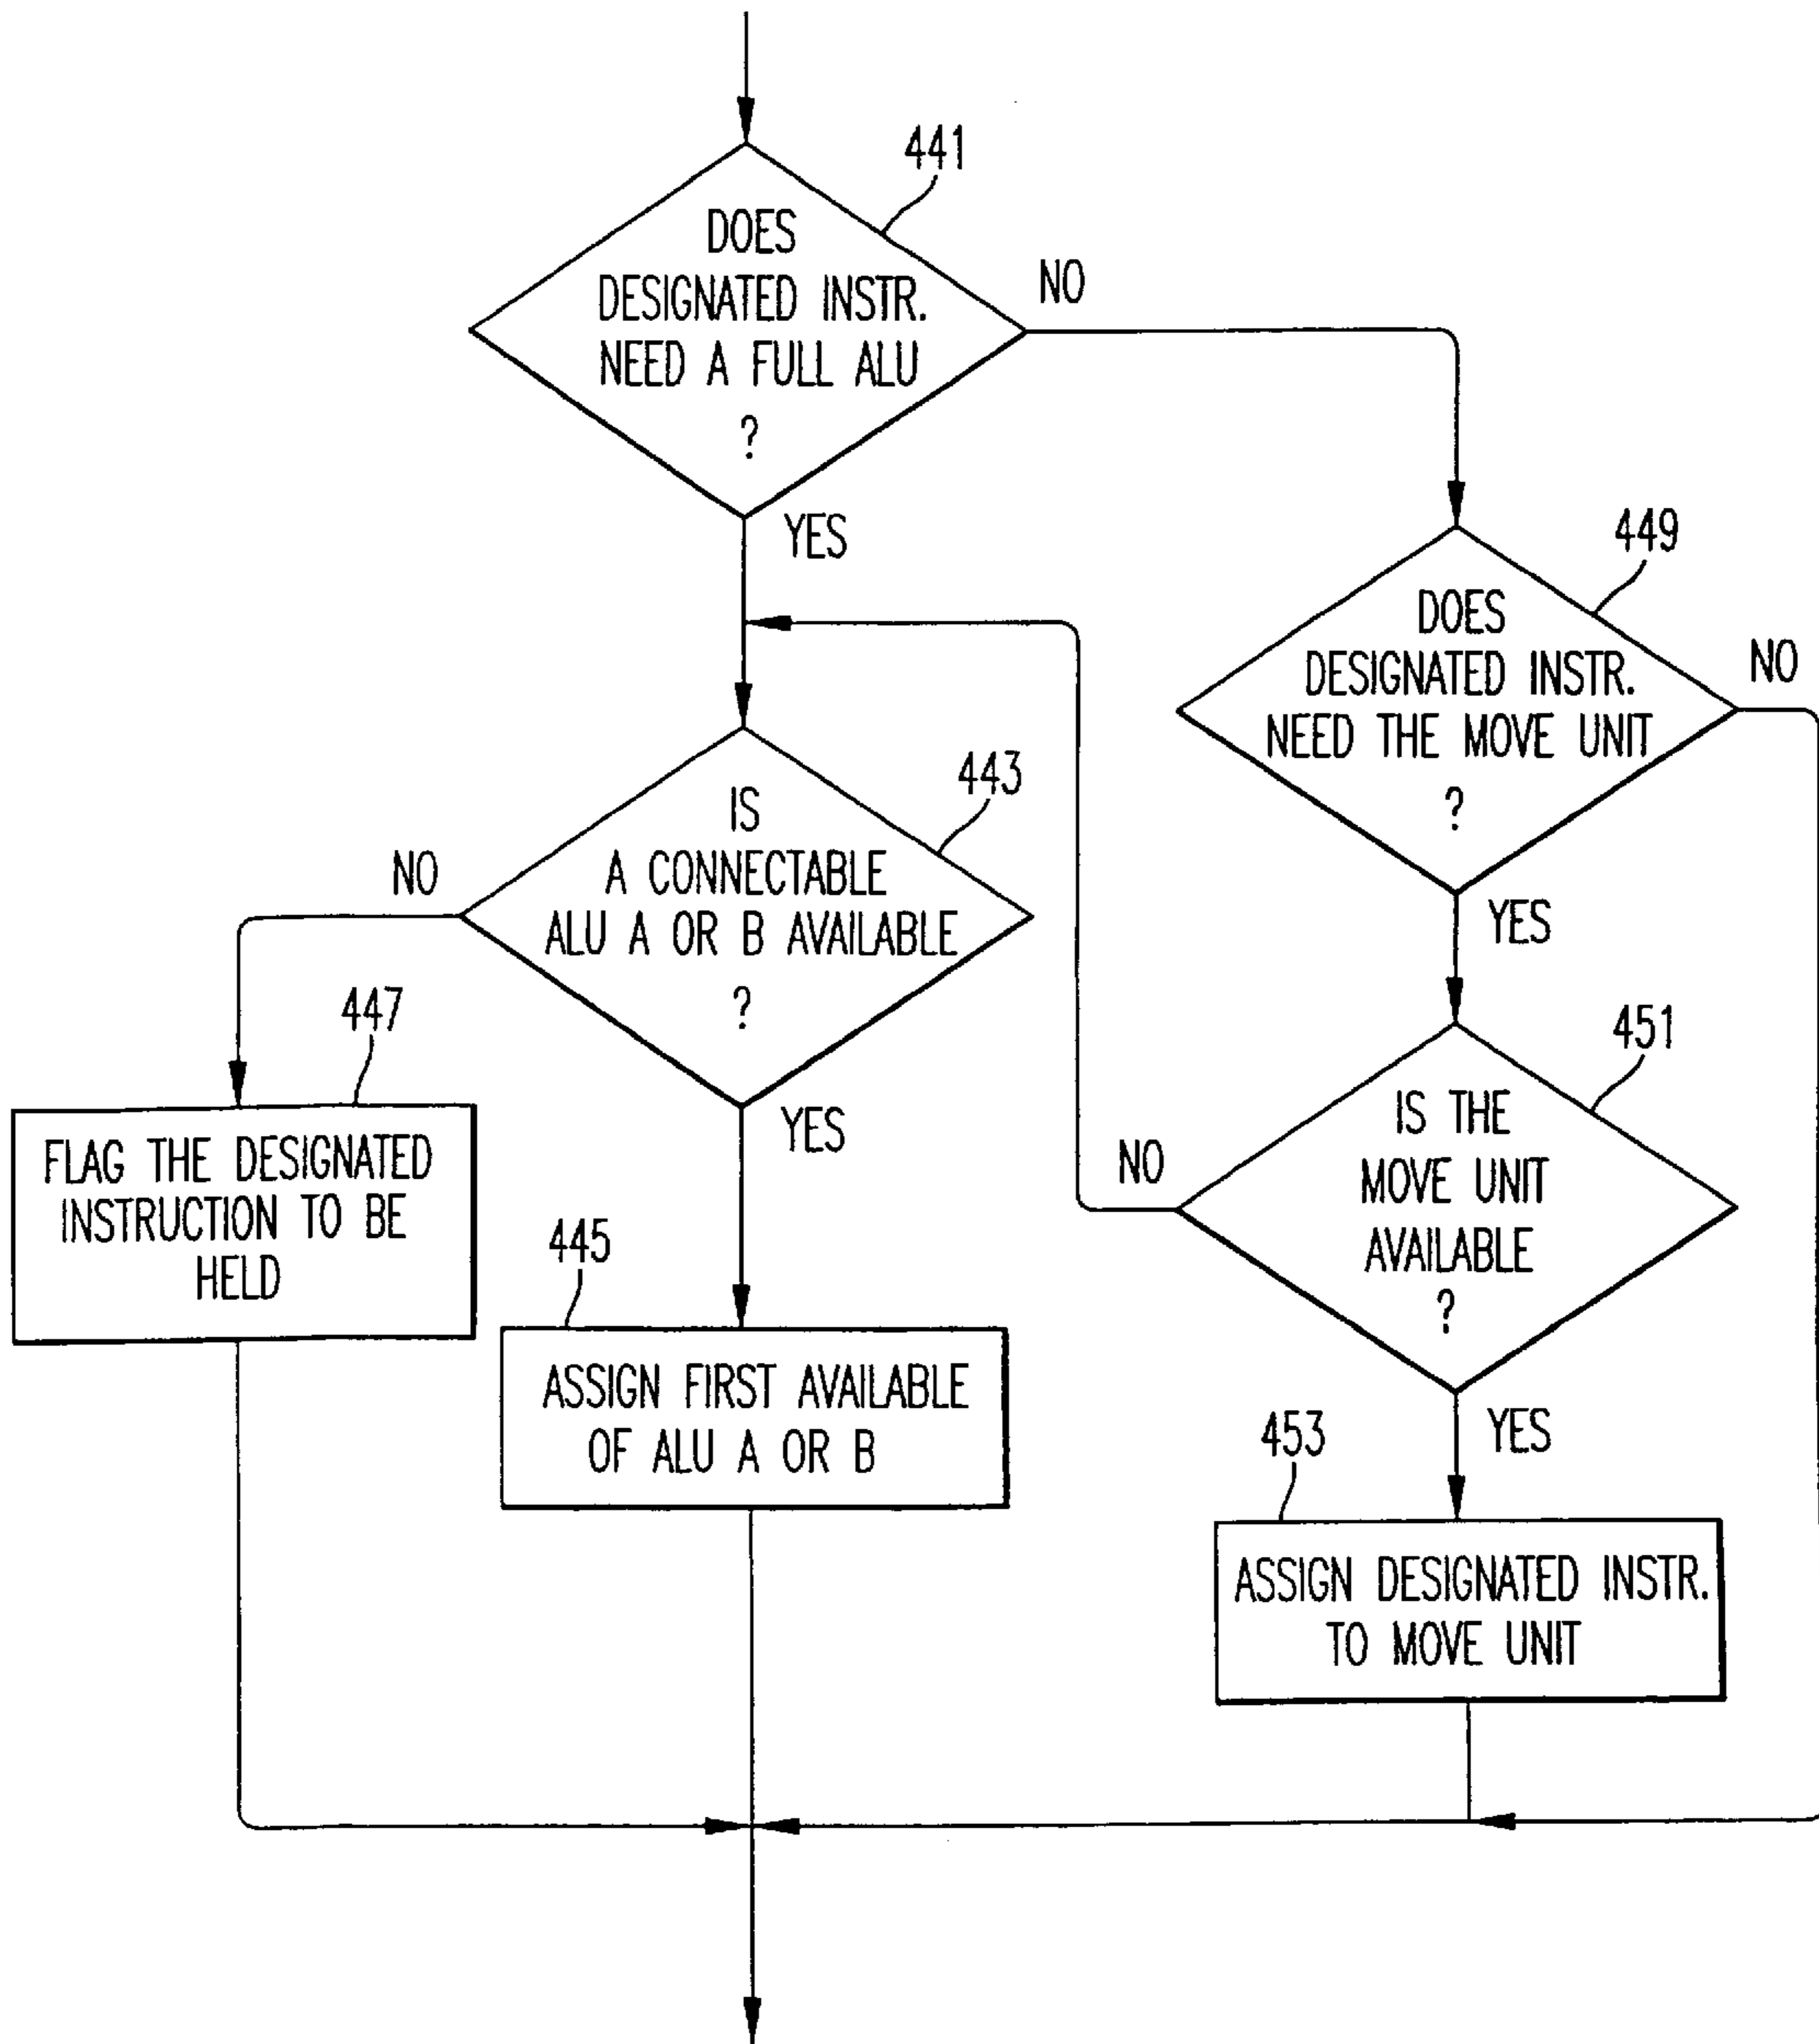 441
DOES
DESIGNATED INSTR.
NEED A FULL ALU
?
NO
YES
449
DOES
DESIGNATED INSTR.
NEED THE MOVE UNIT
?
NO
YES
443
IS
A CONNECTABLE
ALU A OR B AVAILABLE
?
NO
YES
447
FLAG THE DESIGNATED
INSTRUCTION TO BE
HELD
445
ASSIGN FIRST AVAILABLE
OF ALU A OR B
451
IS THE
MOVE UNIT
AVAILABLE
?
NO
YES
453
ASSIGN DESIGNATED INSTR.
TO MOVE UNIT